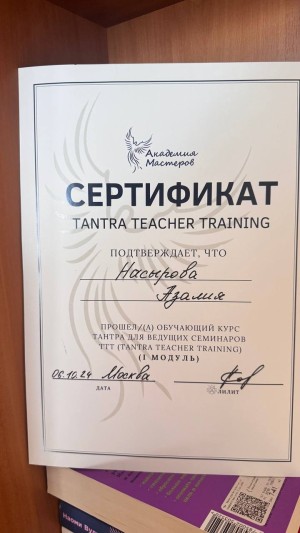 Академия
Мастеров
СЕРТИФИКАТ
TANTRA TEACHER TRAINING
ПОДТВЕРЖДАЕТ, ЧТО
Насырова
Азалия
ПРОШЕЛ/(А) ОБУЧАЮЩИЙ КУРС
ТАНТРА ДЛЯ ВЕДУЩИХ СЕМИНАРОВ
ТТТ (TANTRA TEACHER TRAINING)
(I МОДУЛЬ)
06.10.24 Москва
ДАТА ЛИЛИТ